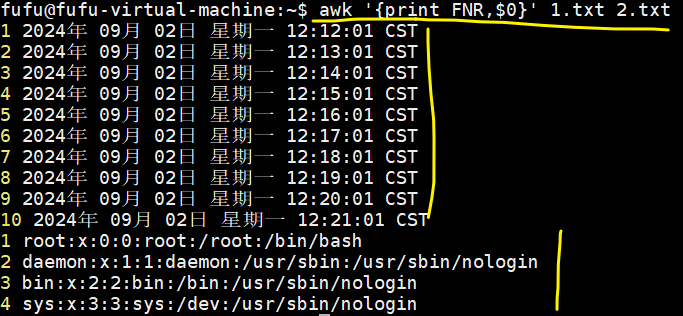 fufu@fufu-virtual-machine:~$ awk '{print FNR,$0}' 1.txt 2.txt
1 2024年 09月 02日 星期一 12:12:01 CST
2 2024年 09月 02日 星期一 12:13:01 CST
3 2024年 09月 02日 星期一 12:14:01 CST
4 2024年 09月 02日 星期一 12:15:01 CST
5 2024年 09月 02日 星期一 12:16:01 CST
6 2024年 09月 02日 星期一 12:17:01 CST
7 2024年 09月 02日 星期一 12:18:01 CST
8 2024年 09月 02日 星期一 12:19:01 CST
9 2024年 09月 02日 星期一 12:20:01 CST
10 2024年 09月 02日 星期一 12:21:01 CST
1 root:x:0:0:root:/root:/bin/bash
2 daemon:x:1:1:daemon:/usr/sbin:/usr/sbin/nologin
3 bin:x:2:2:bin:/bin:/usr/sbin/nologin
4 sys:x:3:3:sys:/dev:/usr/sbin/nologin